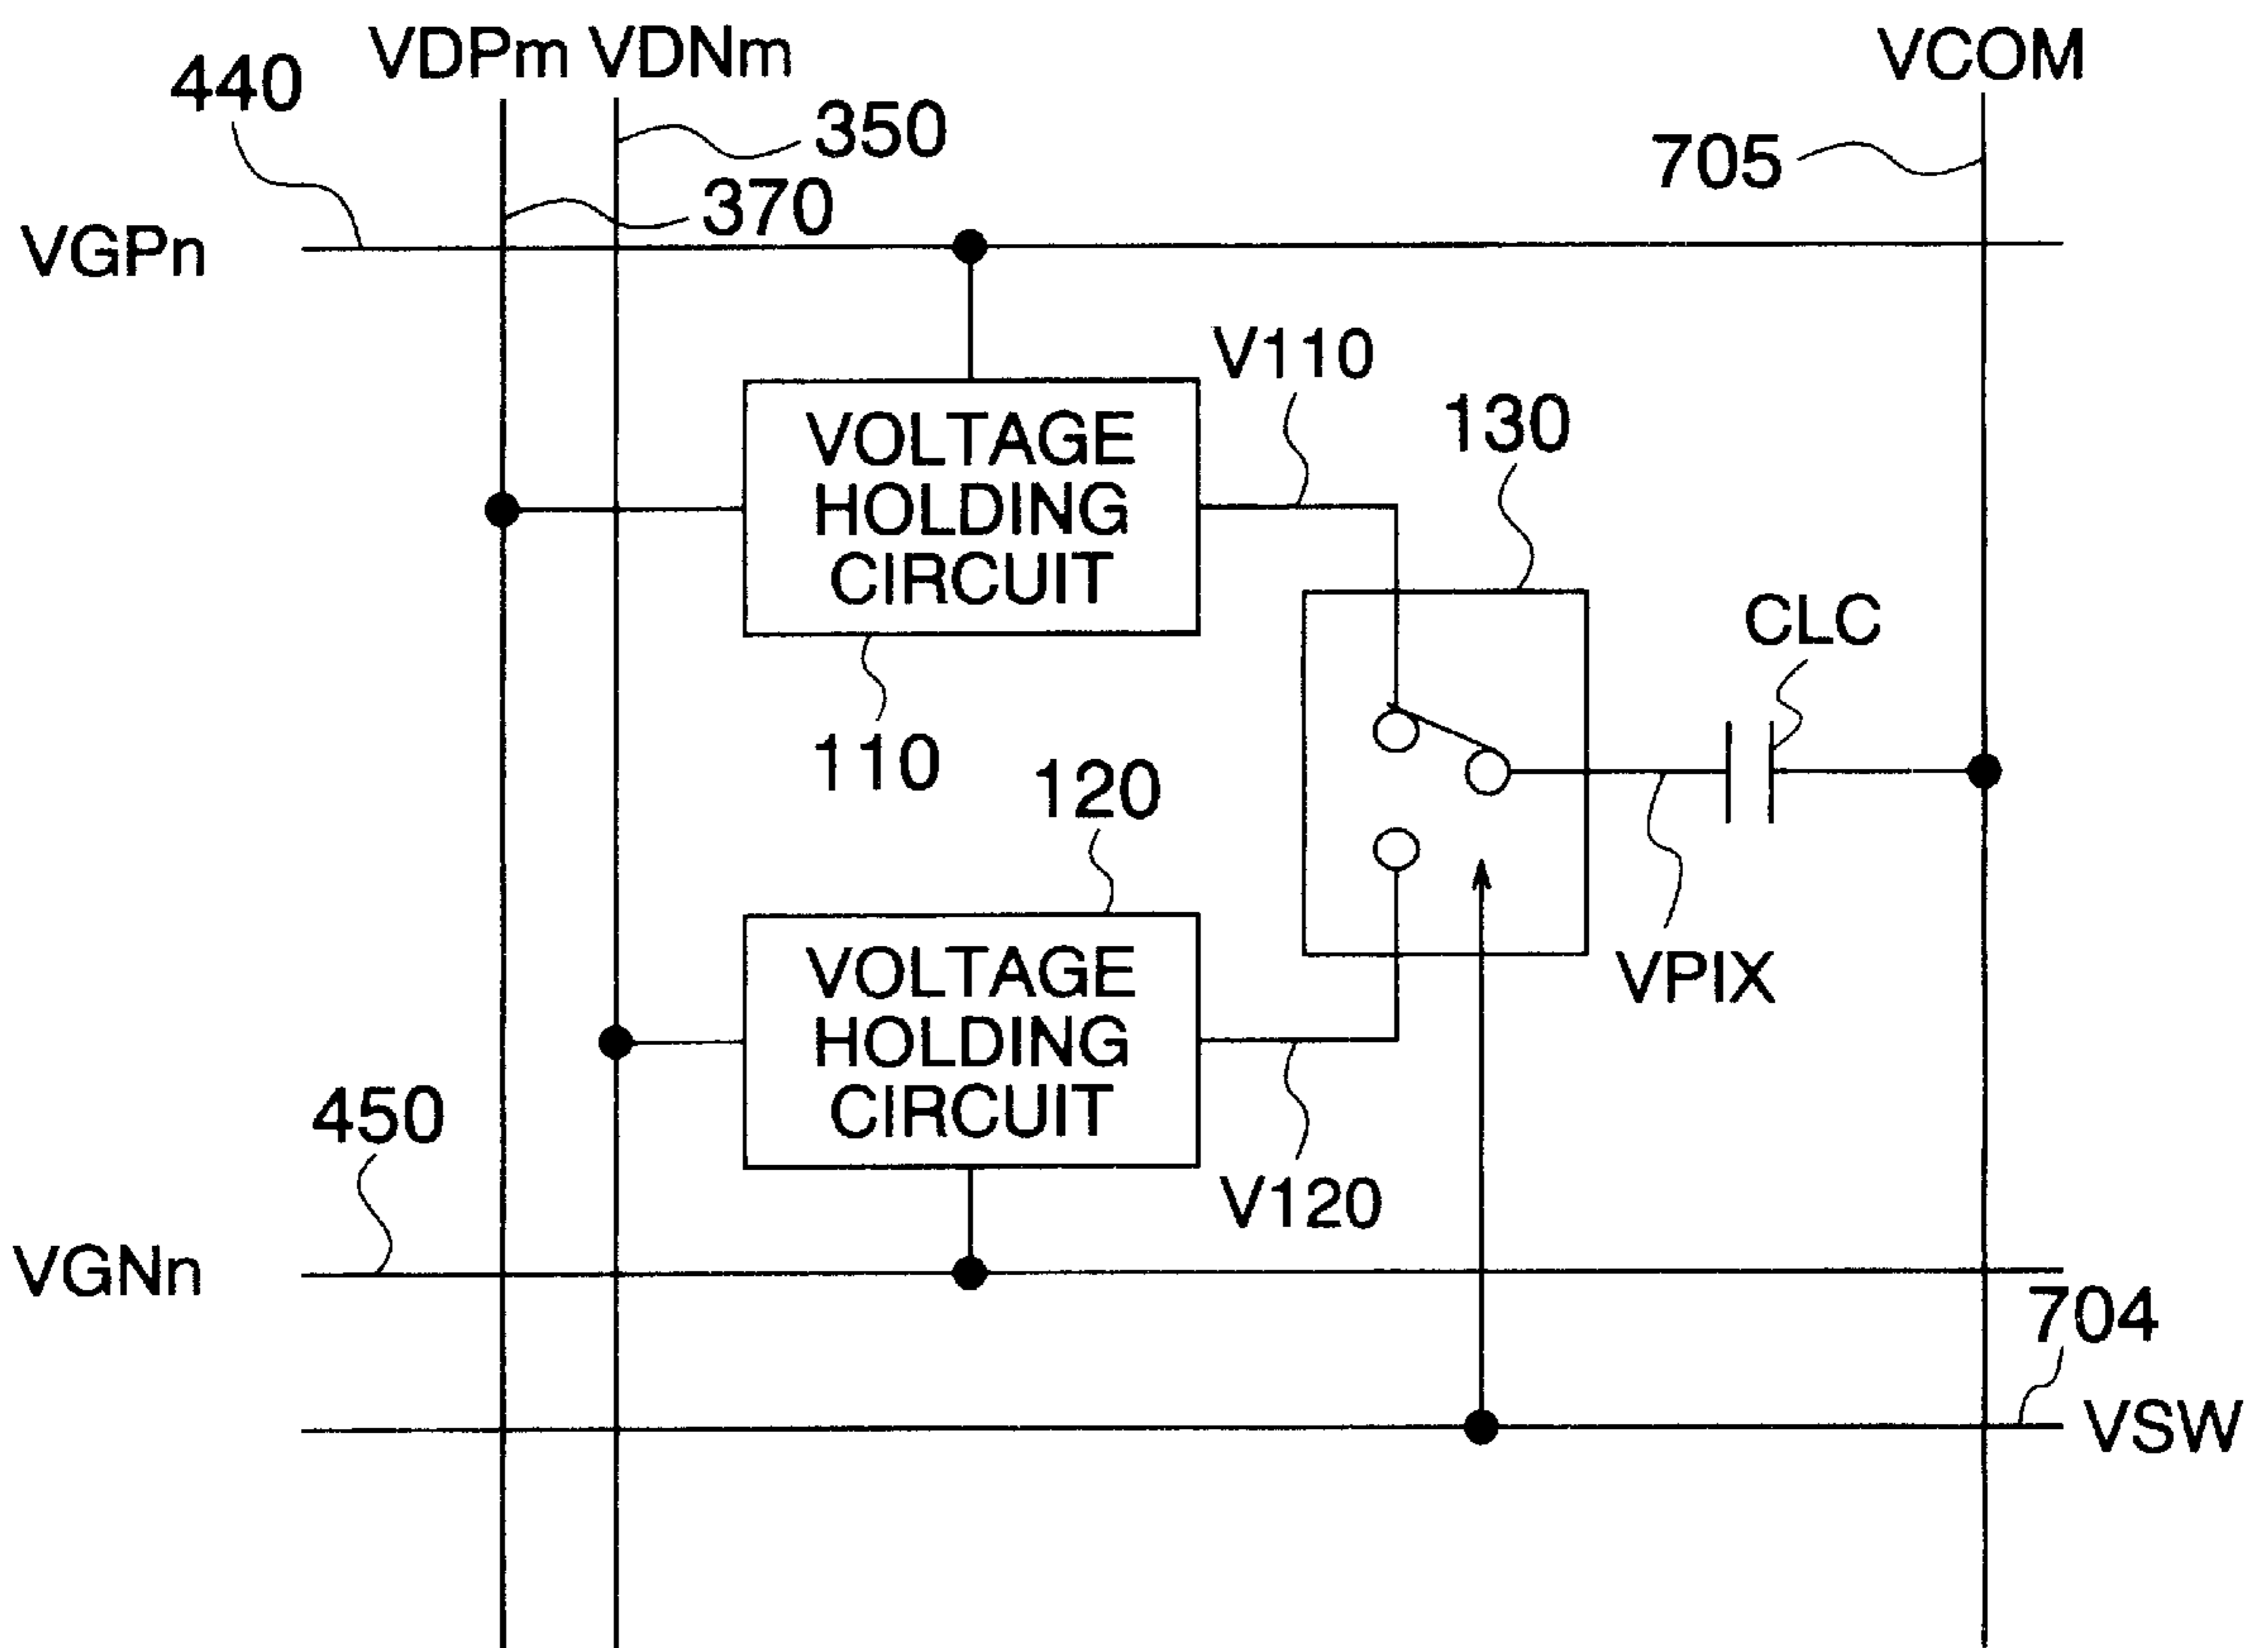 VDPm VDNm
VCOM
440
350
705
370
VGPn
V110
VOLTAGE
HOLDING
CIRCUIT
130
CLC
110
120
VOLTAGE
HOLDING
CIRCUIT
VPIX
450
V120
VGNn
704
VSW